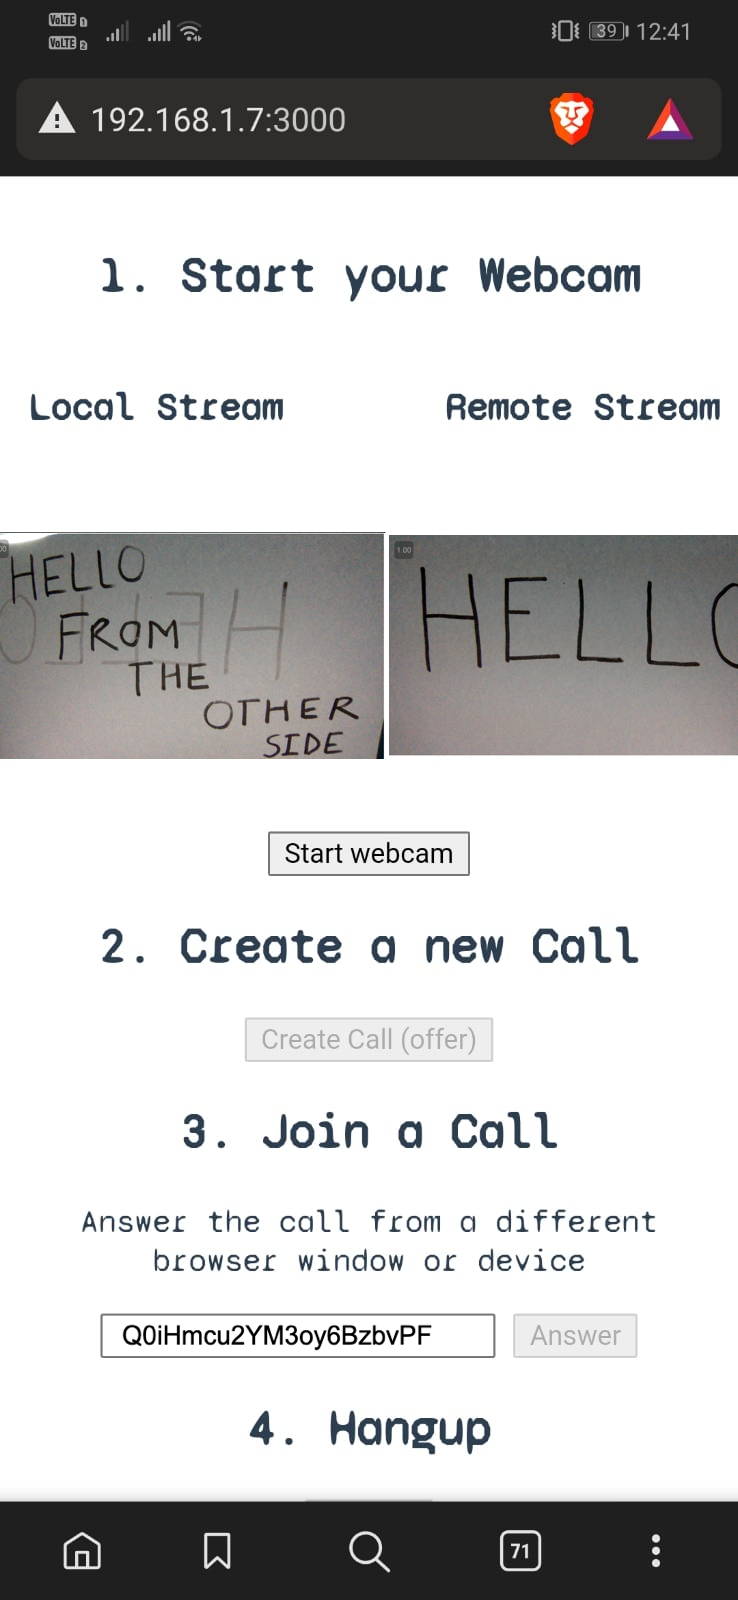 VoLTE 1
VoLTE 2
39 12:41
192.168.1.7:3000
1. Start your Webcam
Local Stream
Remote Stream
HELLO
FROM
THE
OTHER
SIDE
1.00
HELLO
Start webcam
2. Create a new Call
Create Call (offer)
3. Join a Call
Answer the call from a different
browser window or device
Q0iHmcu2YM3oy6BzbvPF
Answer
4. Hangup
71